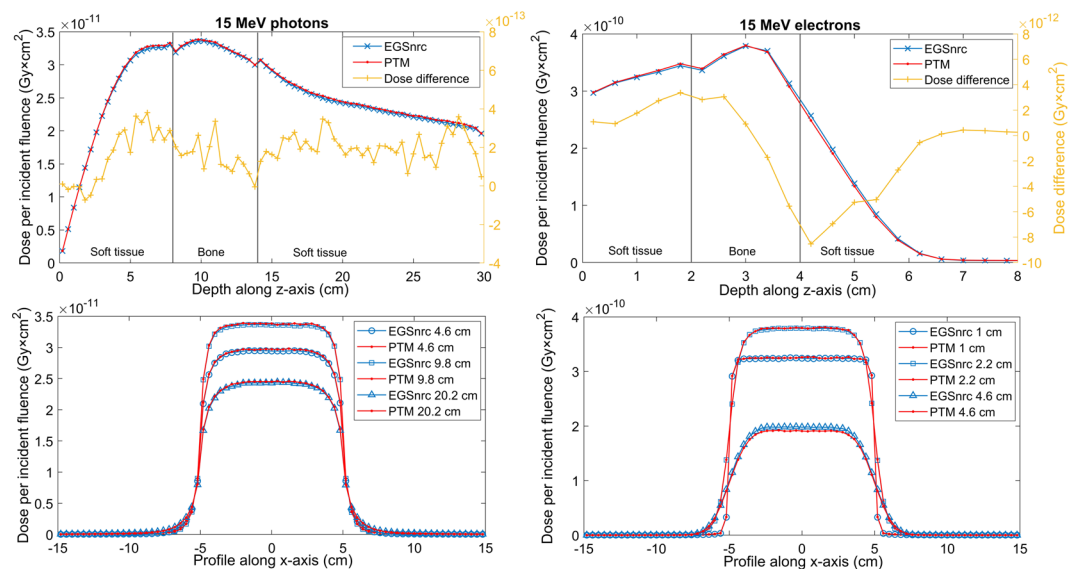 15 MeV photons
×10⁻¹¹
×10⁻¹³
3.5
3
2.5
2
1.5
1
0.5
0
Dose per incident fluence (Gy×cm²)
EGSnrc
PTM
Dose difference
Soft tissue
Bone
Soft tissue
8
6
4
2
0
-2
-4
0
5
10
15
20
25
30
Depth along z-axis (cm)
15 MeV electrons
×10⁻¹⁰
×10⁻¹²
4
3
2
1
0
Dose per incident fluence (Gy×cm²)
EGSnrc
PTM
Dose difference
Soft tissue
Bone
Soft tissue
8
6
4
2
0
-2
-4
-6
-8
-10
Dose difference (Gy×cm²)
0
1
2
3
4
5
6
7
8
Depth along z-axis (cm)
×10⁻¹¹
3.5
3
2.5
2
1.5
1
0.5
0
Dose per incident fluence (Gy×cm²)
EGSnrc 4.6 cm
PTM 4.6 cm
EGSnrc 9.8 cm
PTM 9.8 cm
EGSnrc 20.2 cm
PTM 20.2 cm
-15
-10
-5
0
5
10
15
Profile along x-axis (cm)
×10⁻¹⁰
4
3
2
1
0
Dose per incident fluence (Gy×cm²)
EGSnrc 1 cm
PTM 1 cm
EGSnrc 2.2 cm
PTM 2.2 cm
EGSnrc 4.6 cm
PTM 4.6 cm
-15
-10
-5
0
5
10
15
Profile along x-axis (cm)